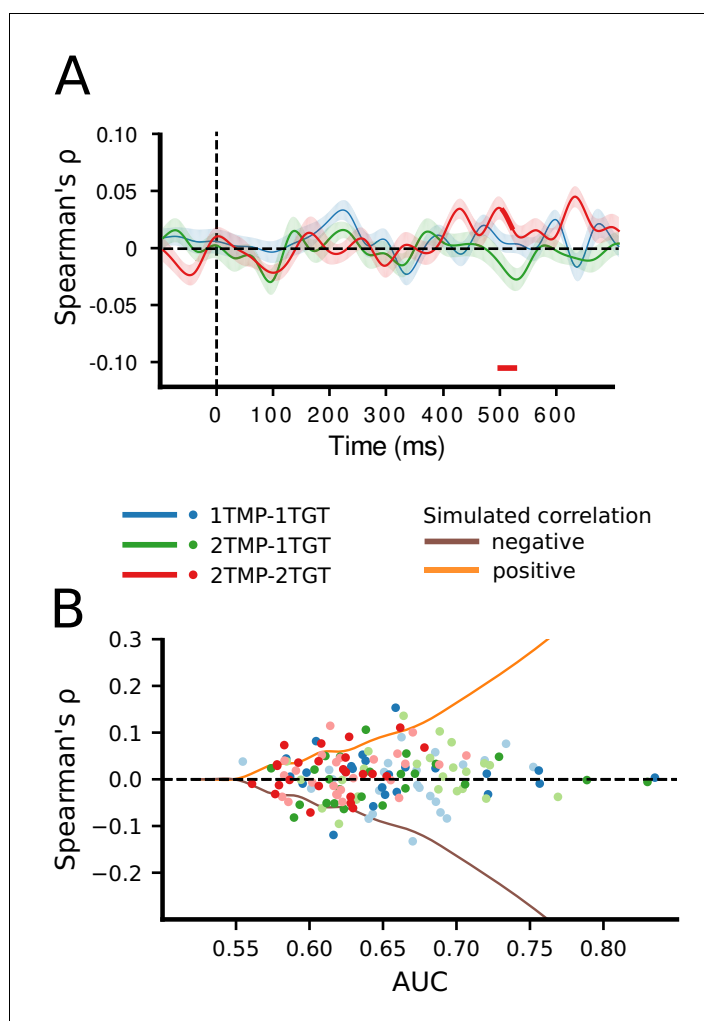 A
Spearman's ρ
0.10
0.05
0
-0.05
-0.10
0 100 200 300 400 500 600
Time (ms)
1TMP-1TGT
2TMP-1TGT
2TMP-2TGT
Simulated correlation
negative
positive
B
Spearman's ρ
0.3
0.2
0.1
0.0
−0.1
−0.2
0.55 0.60 0.65 0.70 0.75 0.80
AUC